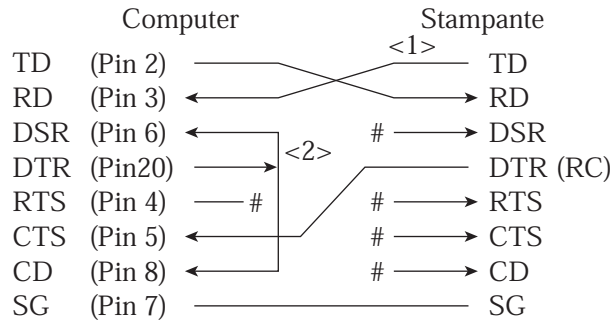 Computer Stampante
<1>
TD (Pin 2) TD
RD (Pin 3) RD
DSR (Pin 6) # DSR
<2>
DTR (Pin20) DTR (RC)
RTS (Pin 4) # # RTS
CTS (Pin 5) # CTS
CD (Pin 8) # CD
SG (Pin 7) SG